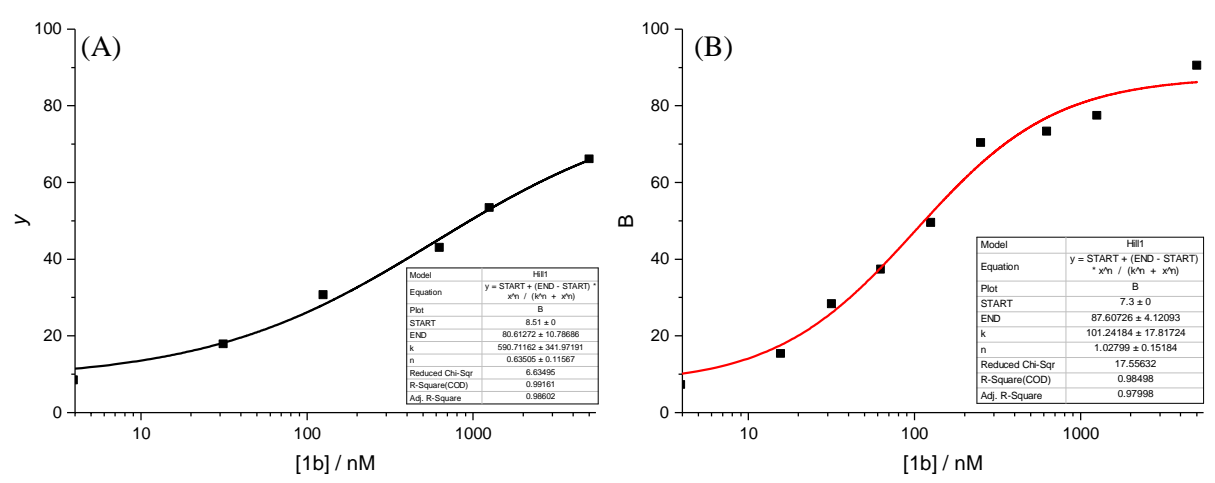 (A)
100
80
60
40
20
0
y
10
100
1000
[1b] / nM
Model Hill1
Equation y = START + (END - START) *
x^n / (k^n + x^n)
Plot B
START 8.51 ± 0
END 80.61272 ± 10.78686
k 590.71162 ± 341.97191
n 0.63505 ± 0.11567
Reduced Chi-Sqr 6.63495
R-Square(COD) 0.99161
Adj. R-Square 0.98602
(B)
100
80
60
40
20
0
B
10
100
1000
[1b] / nM
Model Hill1
Equation y = START + (END - START)
* x^n / (k^n + x^n)
Plot B
START 7.3 ± 0
END 87.60726 ± 4.12093
k 101.24184 ± 17.81724
n 1.02799 ± 0.15184
Reduced Chi-Sqr 17.55632
R-Square(COD) 0.98498
Adj. R-Square 0.97998